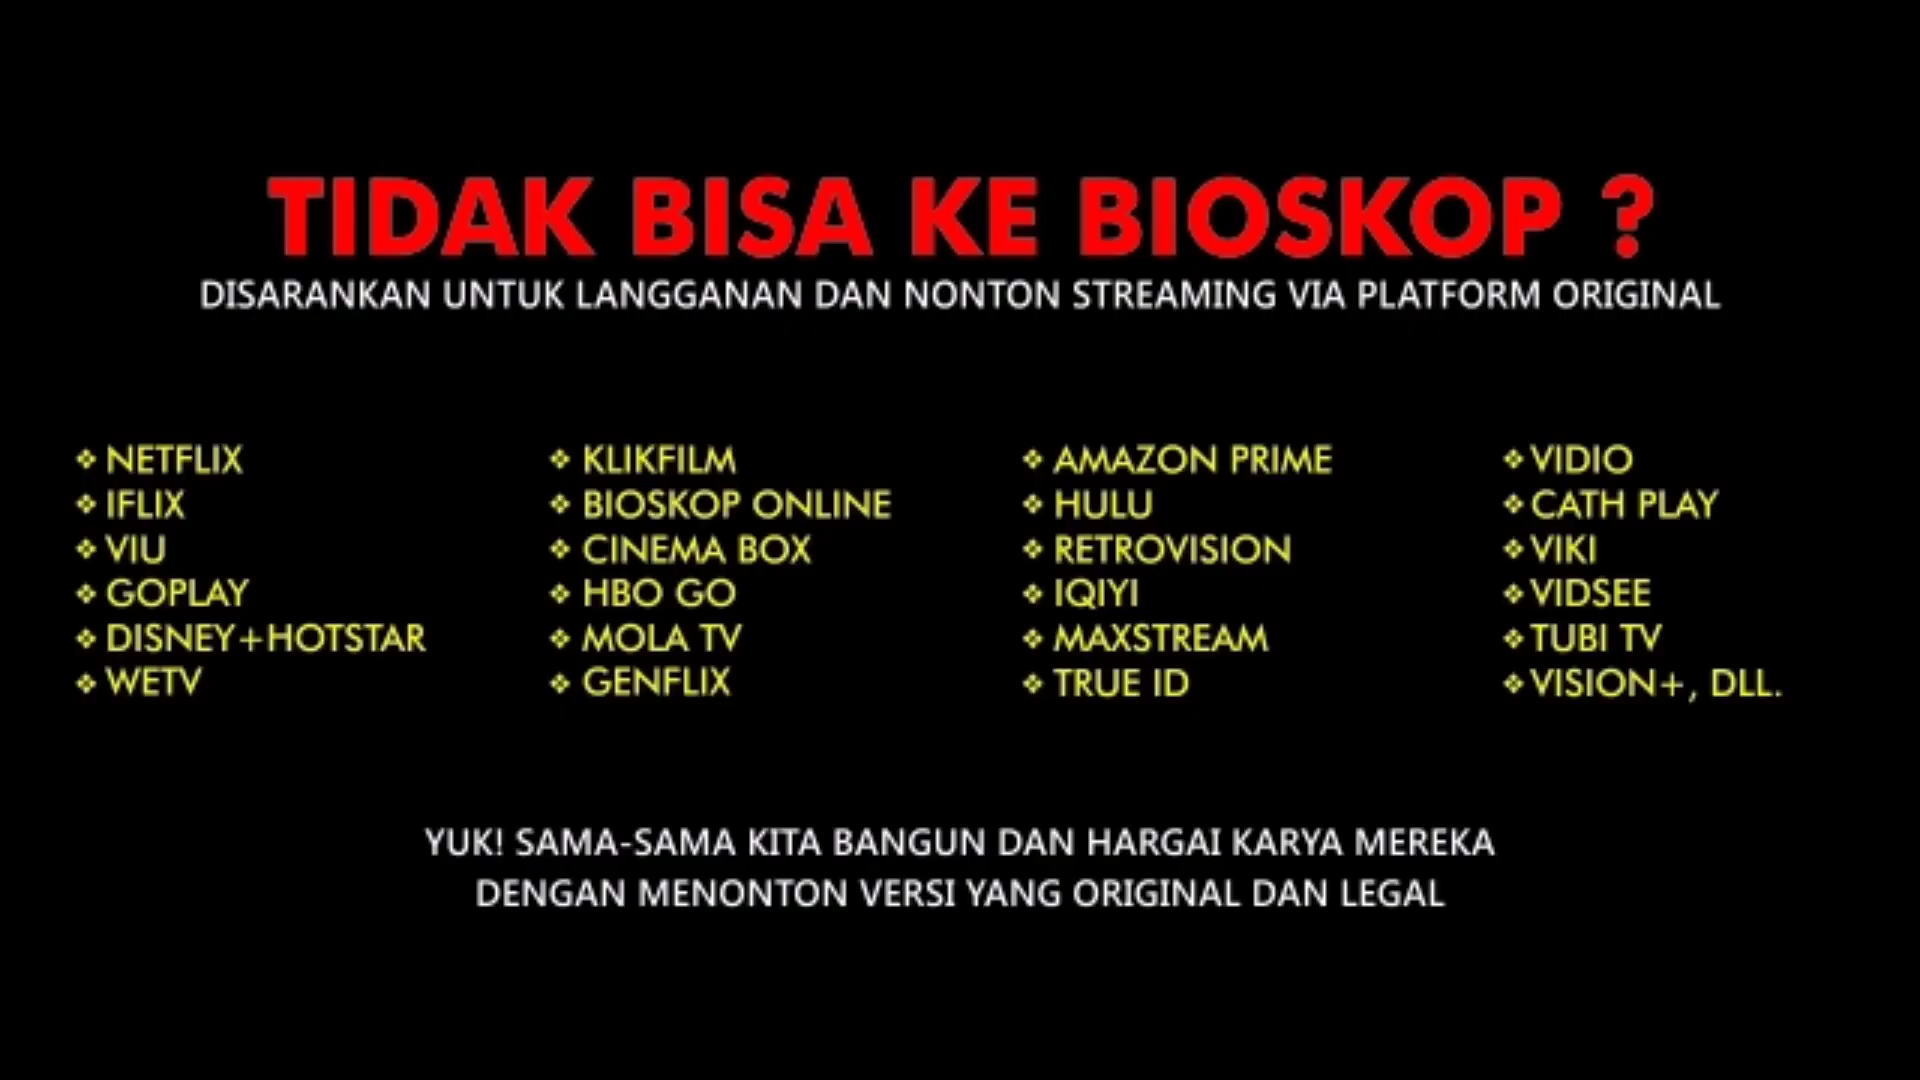 TIDAK BISA KE BIOSKOP ?
DISARANKAN UNTUK LANGGANAN DAN NONTON STREAMING VIA PLATFORM ORIGINAL
❖ NETFLIX
❖ IFLIX
❖ VIU
❖ GOPLAY
❖ DISNEY+HOTSTAR
❖ WETV
❖ KLIKFILM
❖ BIOSKOP ONLINE
❖ CINEMA BOX
❖ HBO GO
❖ MOLA TV
❖ GENFLIX
❖ AMAZON PRIME
❖ HULU
❖ RETROVISION
❖ IQIYI
❖ MAXSTREAM
❖ TRUE ID
❖ VIDIO
❖ CATH PLAY
❖ VIKI
❖ VIDSEE
❖ TUBI TV
❖ VISION+, DLL.
YUK! SAMA-SAMA KITA BANGUN DAN HARGAI KARYA MEREKA
DENGAN MENONTON VERSI YANG ORIGINAL DAN LEGAL